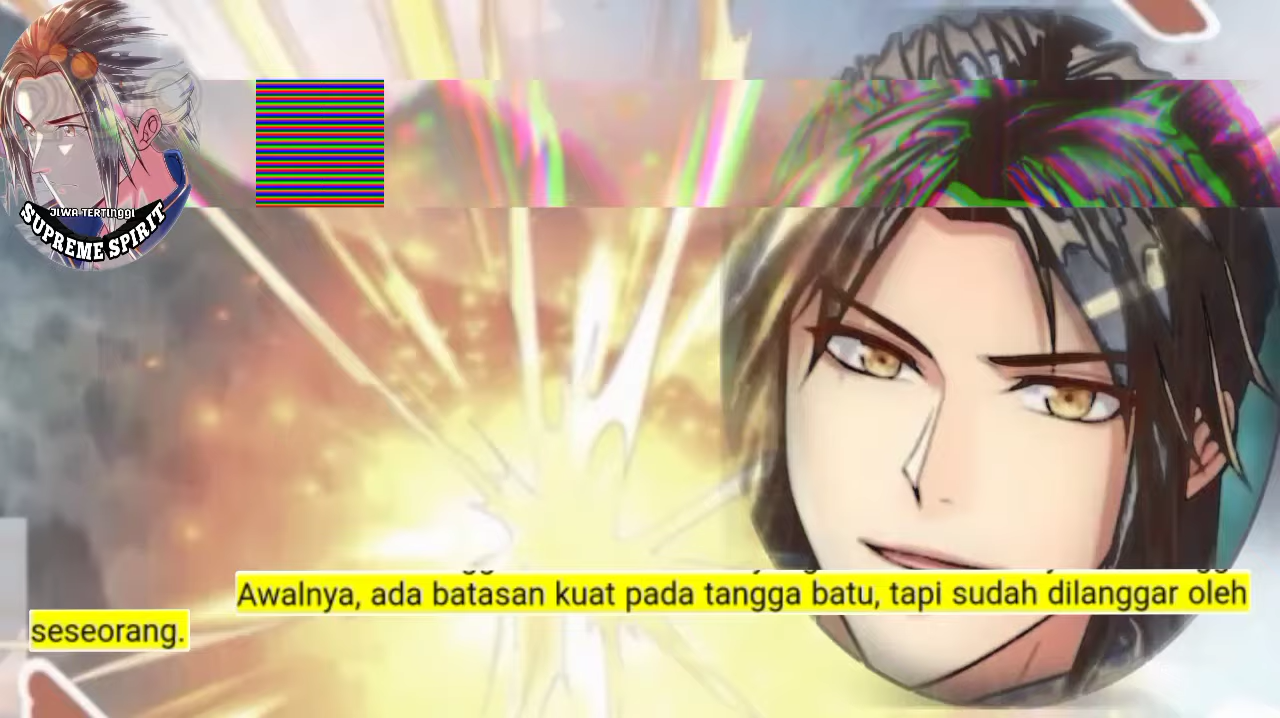 JIWA TERTINGGI
SUPREME SPIRIT
Awalnya, ada batasan kuat pada tangga batu, tapi sudah dilanggar oleh
seseorang.